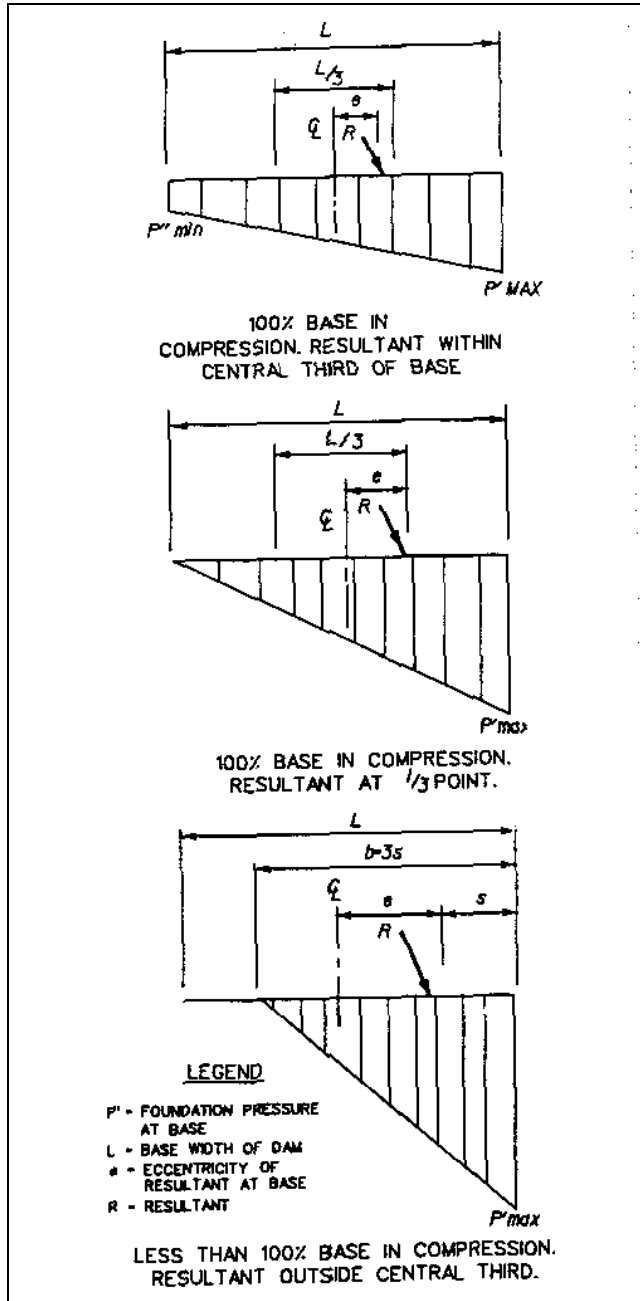 L
L/3
e
℄
R
P" min
P' MAX
100% BASE IN
COMPRESSION. RESULTANT WITHIN
CENTRAL THIRD OF BASE
L
L/3
e
℄
R
P'max
100% BASE IN COMPRESSION.
RESULTANT AT 1/3 POINT.
L
b=3s
℄
e
s
R
LEGEND
P' - FOUNDATION PRESSURE
AT BASE
L - BASE WIDTH OF DAM
e - ECCENTRICITY OF
RESULTANT AT BASE
R - RESULTANT
P'max
LESS THAN 100% BASE IN COMPRESSION.
RESULTANT OUTSIDE CENTRAL THIRD.